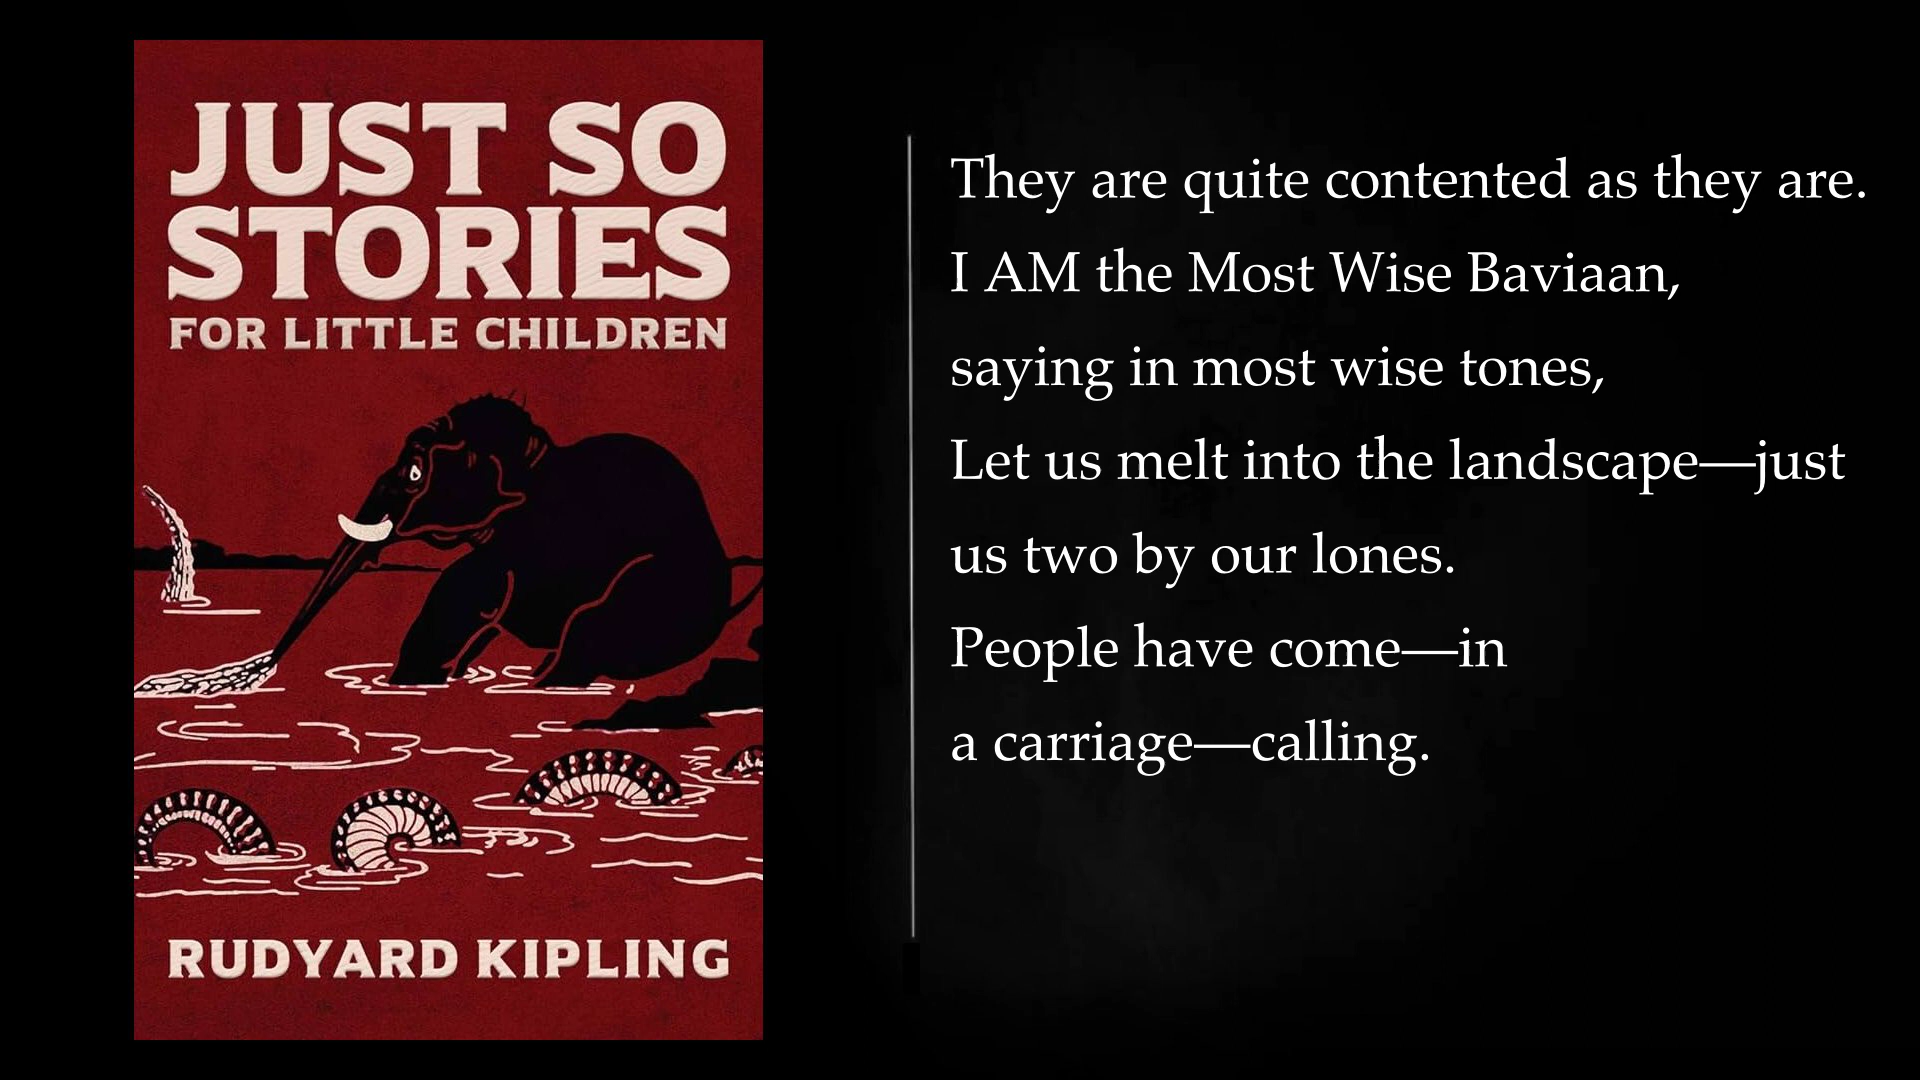 JUST SO
STORIES
FOR LITTLE CHILDREN
RUDYARD KIPLING
They are quite contented as they are.
I AM the Most Wise Baviaan,
saying in most wise tones,
Let us melt into the landscape—just
us two by our lones.
People have come—in
a carriage—calling.